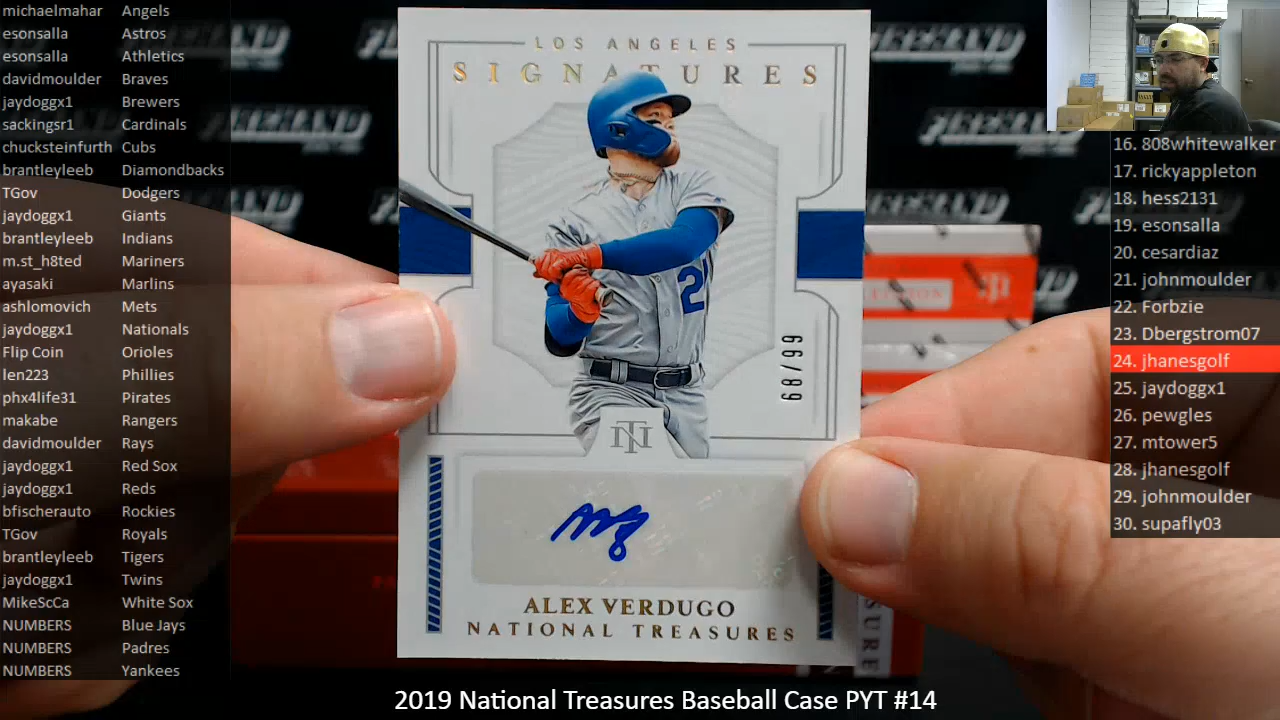 michaelmahar Angels
esonsalla Astros
esonsalla Athletics
davidmoulder Braves
jaydoggx1 Brewers
sackingsr1 Cardinals
chucksteinfurth Cubs
brantleyleeb Diamondbacks
TGov Dodgers
jaydoggx1 Giants
brantleyleeb Indians
m.st_h8ted Mariners
ayasaki Marlins
ashlomovich Mets
jaydoggx1 Nationals
Flip Coin Orioles
len223 Phillies
phx4life31 Pirates
makabe Rangers
davidmoulder Rays
jaydoggx1 Red Sox
jaydoggx1 Reds
bfischerauto Rockies
TGov Royals
brantleyleeb Tigers
jaydoggx1 Twins
MikeScCa White Sox
NUMBERS Blue Jays
NUMBERS Padres
NUMBERS Yankees
LOS ANGELES
SIGNATURES
2
68/99
NT
ALEX VERDUGO
NATIONAL TREASURES
16. 808whitewalker
17. rickyappleton
18. hess2131
19. esonsalla
20. cesardiaz
21. johnmoulder
22. Forbzie
23. Dbergstrom07
24. jhanesgolf
25. jaydoggx1
26. pewgles
27. mtower5
28. jhanesgolf
29. johnmoulder
30. supafly03
2019 National Treasures Baseball Case PYT #14